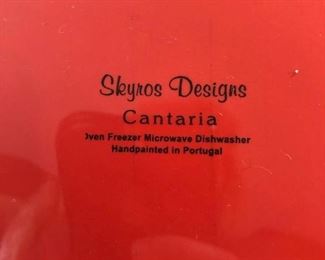 Skyros Designs
Cantaria
Oven Freezer Microwave Dishwasher
Handpainted in Portugal